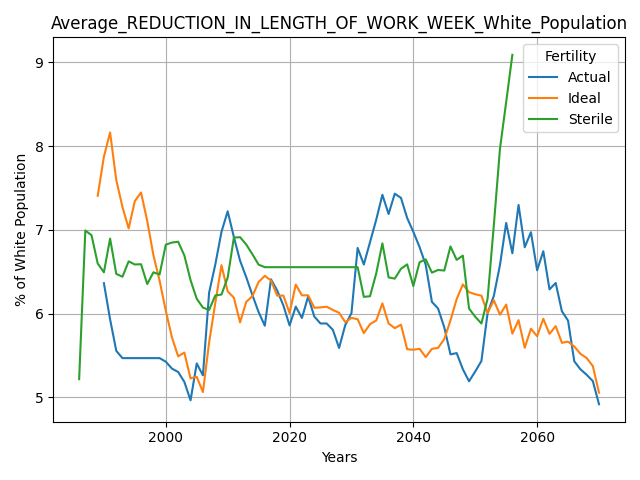 Average_REDUCTION_IN_LENGTH_OF_WORK_WEEK_White_Population
Fertility
Actual
Ideal
Sterile
% of White Population
9
8
7
6
5
2000
2020
2040
2060
Years